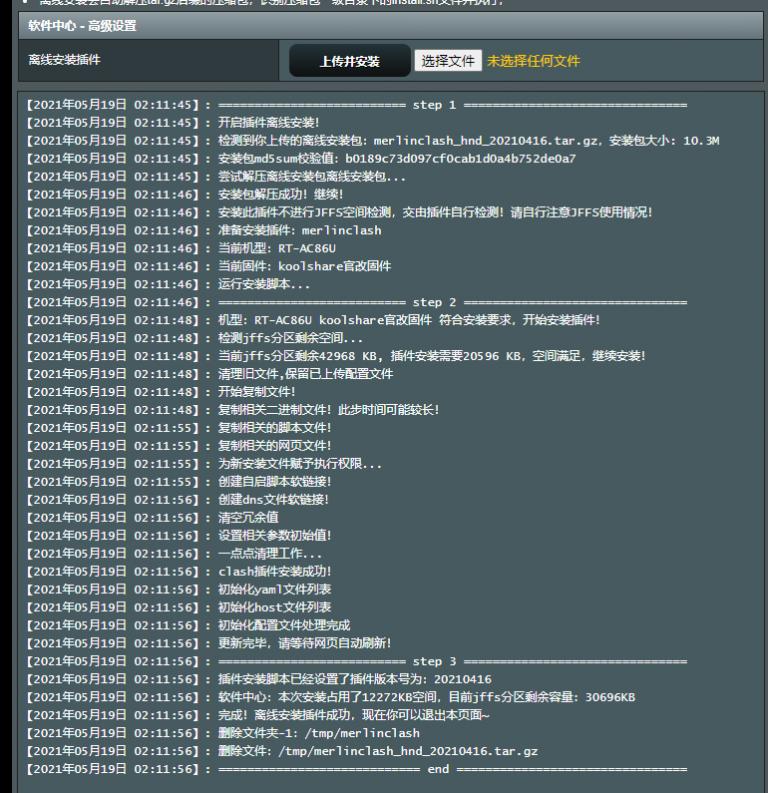 离线安装会自动解压tar.gz后缀的压缩包，识别压缩包一级目录下的install.sh文件并执行；
软件中心 - 高级设置
离线安装插件 上传并安装 选择文件 未选择任何文件
【2021年05月19日 02:11:45】: ========================== step 1 ===============================
【2021年05月19日 02:11:46】: 开启插件离线安装！
【2021年05月19日 02:11:46】: 检测到你上传的离线安装包：merlinclash_hnd_20210416.tar.gz，安装包大小：10.3M
【2021年05月19日 02:11:46】: 安装包md5sum校验值：b0189c73d097cf0cab1d0a4b752de0a7
【2021年05月19日 02:11:45】: 尝试解压离线安装包离线安装包...
【2021年05月19日 02:11:46】: 安装包解压成功！继续！
【2021年05月19日 02:11:46】: 安装此插件不进行JFFS空间检测，交由插件自行检测！请自行注意JFFS使用情况！
【2021年05月19日 02:11:46】: 准备安装插件：merlinclash
【2021年05月19日 02:11:46】: 当前机型：RT-AC86U
【2021年05月19日 02:11:46】: 当前固件：koolshare官改固件
【2021年05月19日 02:11:46】: 运行安装脚本...
【2021年05月19日 02:11:46】: ========================== step 2 ===============================
【2021年05月19日 02:11:48】: 机型：RT-AC86U koolshare官改固件 符合安装要求，开始安装插件！
【2021年05月19日 02:11:48】: 检测jffs分区剩余空间...
【2021年05月19日 02:11:48】: 当前jffs分区剩余42968 KB, 插件安装需要20596 KB，空间满足，继续安装！
【2021年05月19日 02:11:48】: 清理旧文件,保留已上传配置文件
【2021年05月19日 02:11:48】: 开始复制文件！
【2021年05月19日 02:11:48】: 复制相关二进制文件！此步时间可能较长！
【2021年05月19日 02:11:55】: 复制相关的脚本文件！
【2021年05月19日 02:11:55】: 复制相关的网页文件！
【2021年05月19日 02:11:55】: 为新安装文件赋予执行权限...
【2021年05月19日 02:11:55】: 创建自启脚本软链接！
【2021年05月19日 02:11:56】: 创建dns文件软链接！
【2021年05月19日 02:11:56】: 清空冗余值
【2021年05月19日 02:11:56】: 设置相关参数初始值！
【2021年05月19日 02:11:56】: 一点点清理工作...
【2021年05月19日 02:11:56】: clash插件安装成功！
【2021年05月19日 02:11:56】: 初始化yaml文件列表
【2021年05月19日 02:11:56】: 初始化host文件列表
【2021年05月19日 02:11:56】: 初始化配置文件处理完成
【2021年05月19日 02:11:56】: 更新完毕，请等待网页自动刷新！
【2021年05月19日 02:11:56】: ========================== step 3 ===============================
【2021年05月19日 02:11:56】: 插件安装脚本已经设置了插件版本号为：20210416
【2021年05月19日 02:11:56】: 软件中心：本次安装占用了12272KB空间，目前jffs分区剩余容量：30696KB
【2021年05月19日 02:11:56】: 完成！离线安装插件成功，现在你可以退出本页面~
【2021年05月19日 02:11:56】: 删除文件夹-1：/tmp/merlinclash
【2021年05月19日 02:11:56】: 删除文件：/tmp/merlinclash_hnd_20210416.tar.gz
【2021年05月19日 02:11:56】: ============================ end ================================